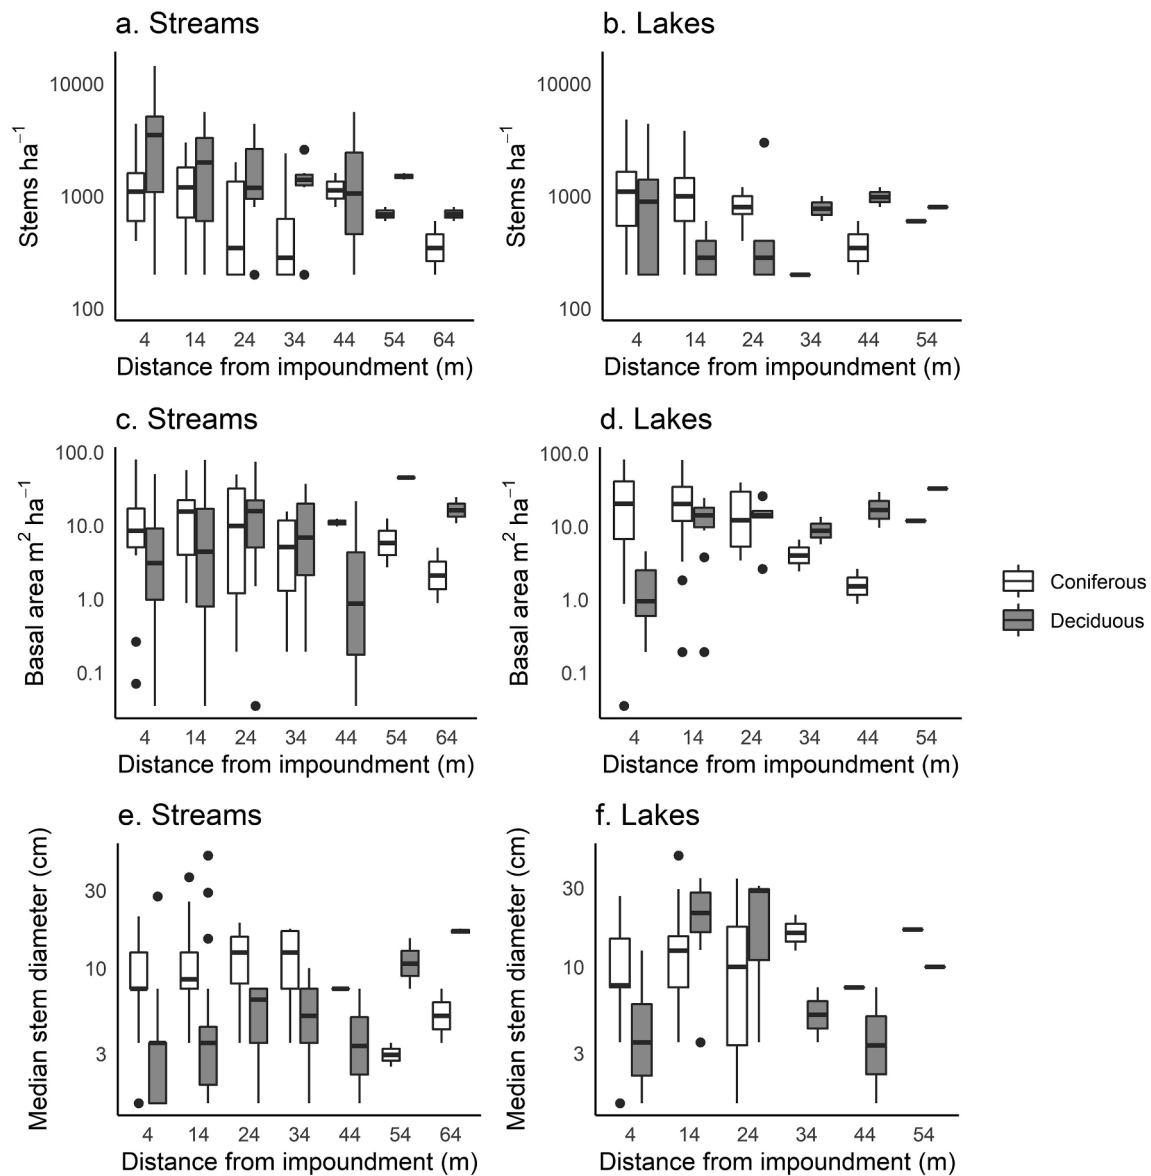 a. Streams
b. Lakes
Stems ha⁻¹
10000
1000
100
4 14 24 34 44 54 64
Distance from impoundment (m)
Stems ha⁻¹
10000
1000
100
4 14 24 34 44 54
Distance from impoundment (m)
c. Streams
d. Lakes
Basal area m² ha⁻¹
100.0
10.0
1.0
0.1
4 14 24 34 44 54 64
Distance from impoundment (m)
Basal area m² ha⁻¹
100.0
10.0
1.0
0.1
4 14 24 34 44 54
Distance from impoundment (m)
Coniferous
Deciduous
e. Streams
f. Lakes
Median stem diameter (cm)
30
10
3
4 14 24 34 44 54 64
Distance from impoundment (m)
Median stem diameter (cm)
30
10
3
4 14 24 34 44 54
Distance from impoundment (m)